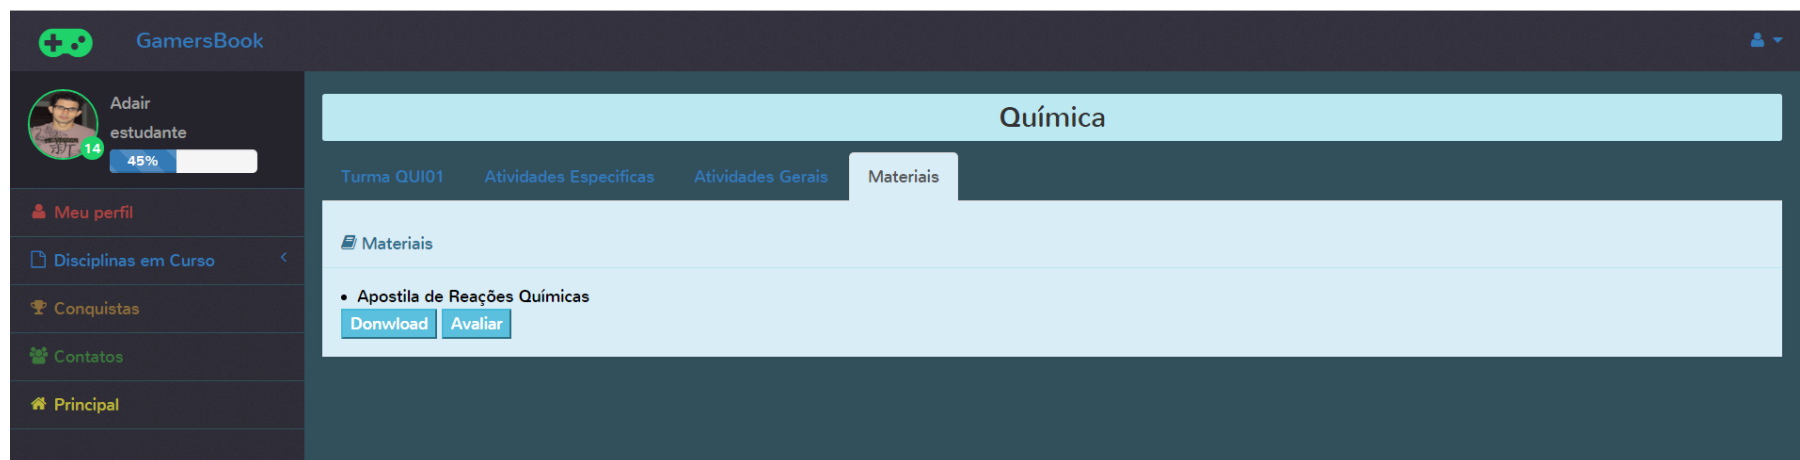 GamersBook
Adair
estudante
14
45%
Meu perfil
Disciplinas em Curso
Conquistas
Contatos
Principal
Química
Turma QUI01 Atividades Especificas Atividades Gerais Materiais
Materiais
• Apostila de Reações Químicas
Donwload Avaliar